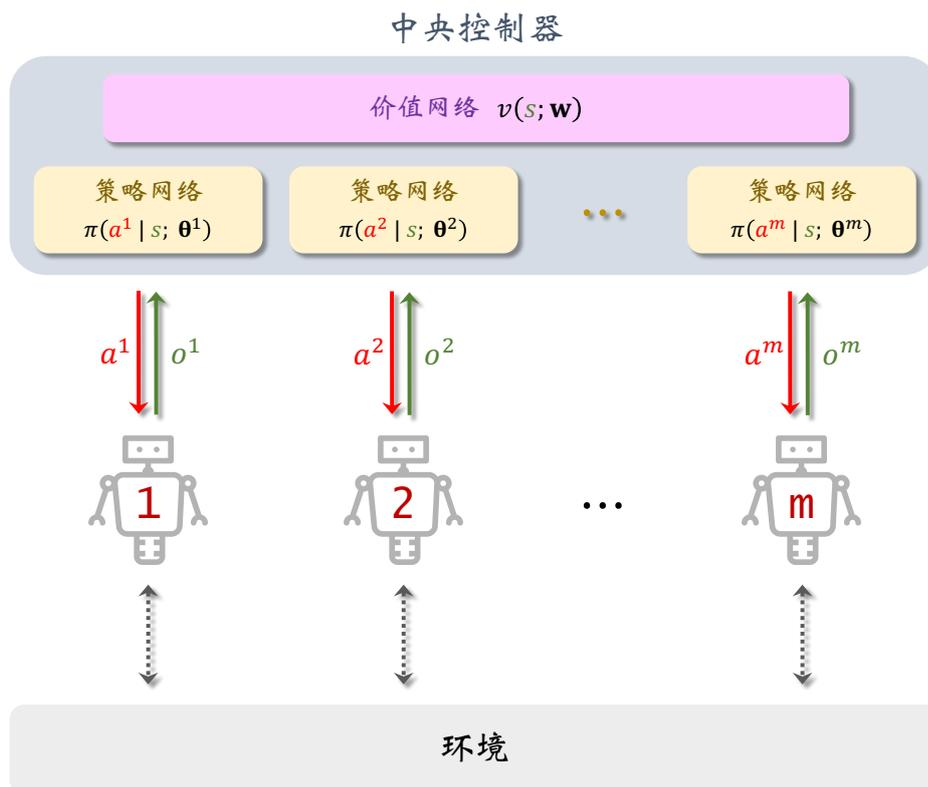 中央控制器
价值网络 v(s; w)
策略网络 策略网络 策略网络
π(a¹ | s; θ¹) π(a² | s; θ²) ... π(aᵐ | s; θᵐ)
a¹ o¹ a² o² aᵐ oᵐ
1 2 ... m
环境